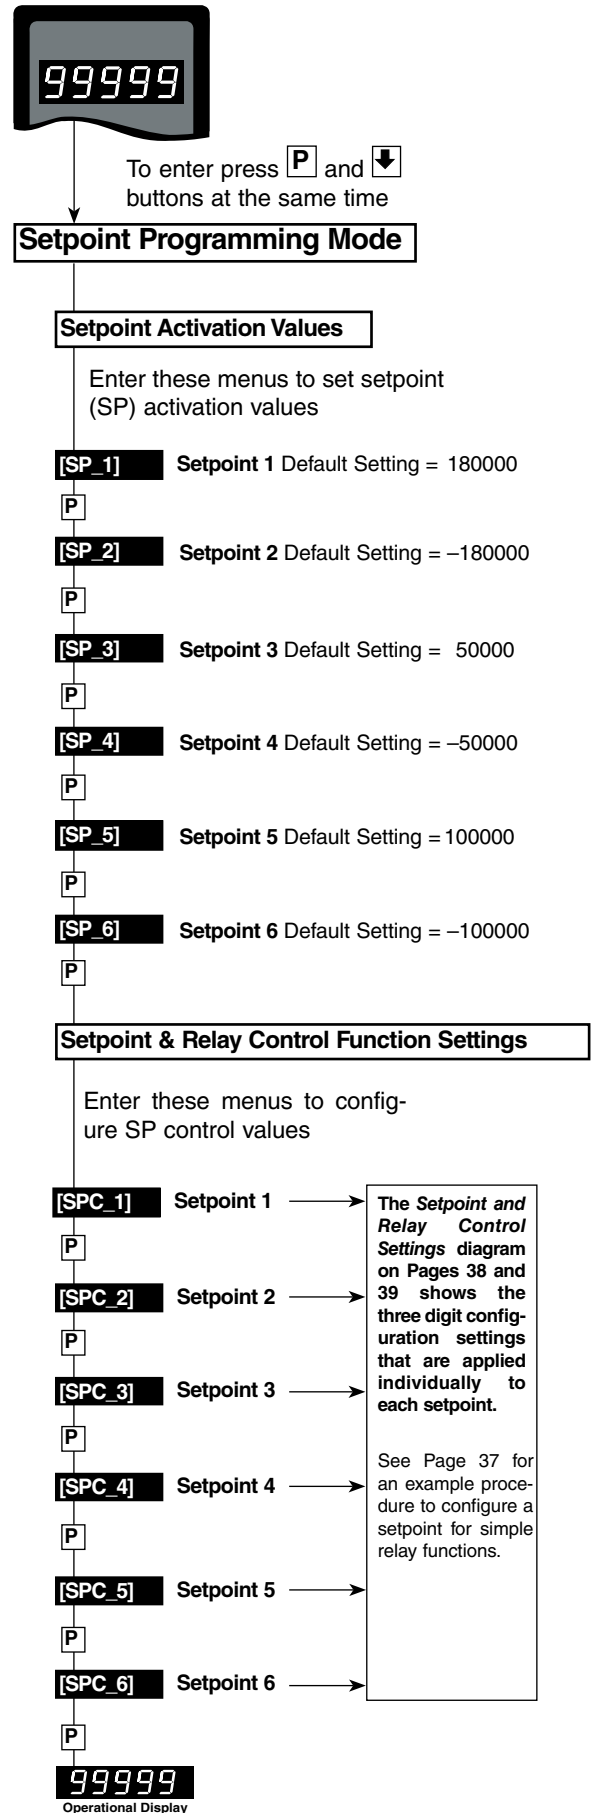 99999
To enter press P and
buttons at the same time
Setpoint Programming Mode
Setpoint Activation Values
Enter these menus to set setpoint
(SP) activation values
[SP_1] Setpoint 1 Default Setting = 180000
P
[SP_2] Setpoint 2 Default Setting = –180000
P
[SP_3] Setpoint 3 Default Setting = 50000
P
[SP_4] Setpoint 4 Default Setting = –50000
P
[SP_5] Setpoint 5 Default Setting = 100000
P
[SP_6] Setpoint 6 Default Setting = –100000
P
Setpoint & Relay Control Function Settings
Enter these menus to config-
ure SP control values
[SPC_1] Setpoint 1
P
[SPC_2] Setpoint 2
P
[SPC_3] Setpoint 3
P
[SPC_4] Setpoint 4
P
[SPC_5] Setpoint 5
P
[SPC_6] Setpoint 6
P
The Setpoint and
Relay Control
Settings diagram
on Pages 38 and
39 shows the
three digit config-
uration settings
that are applied
individually to
each setpoint.
See Page 37 for
an example proce-
dure to configure a
setpoint for simple
relay functions.
99999
Operational Display